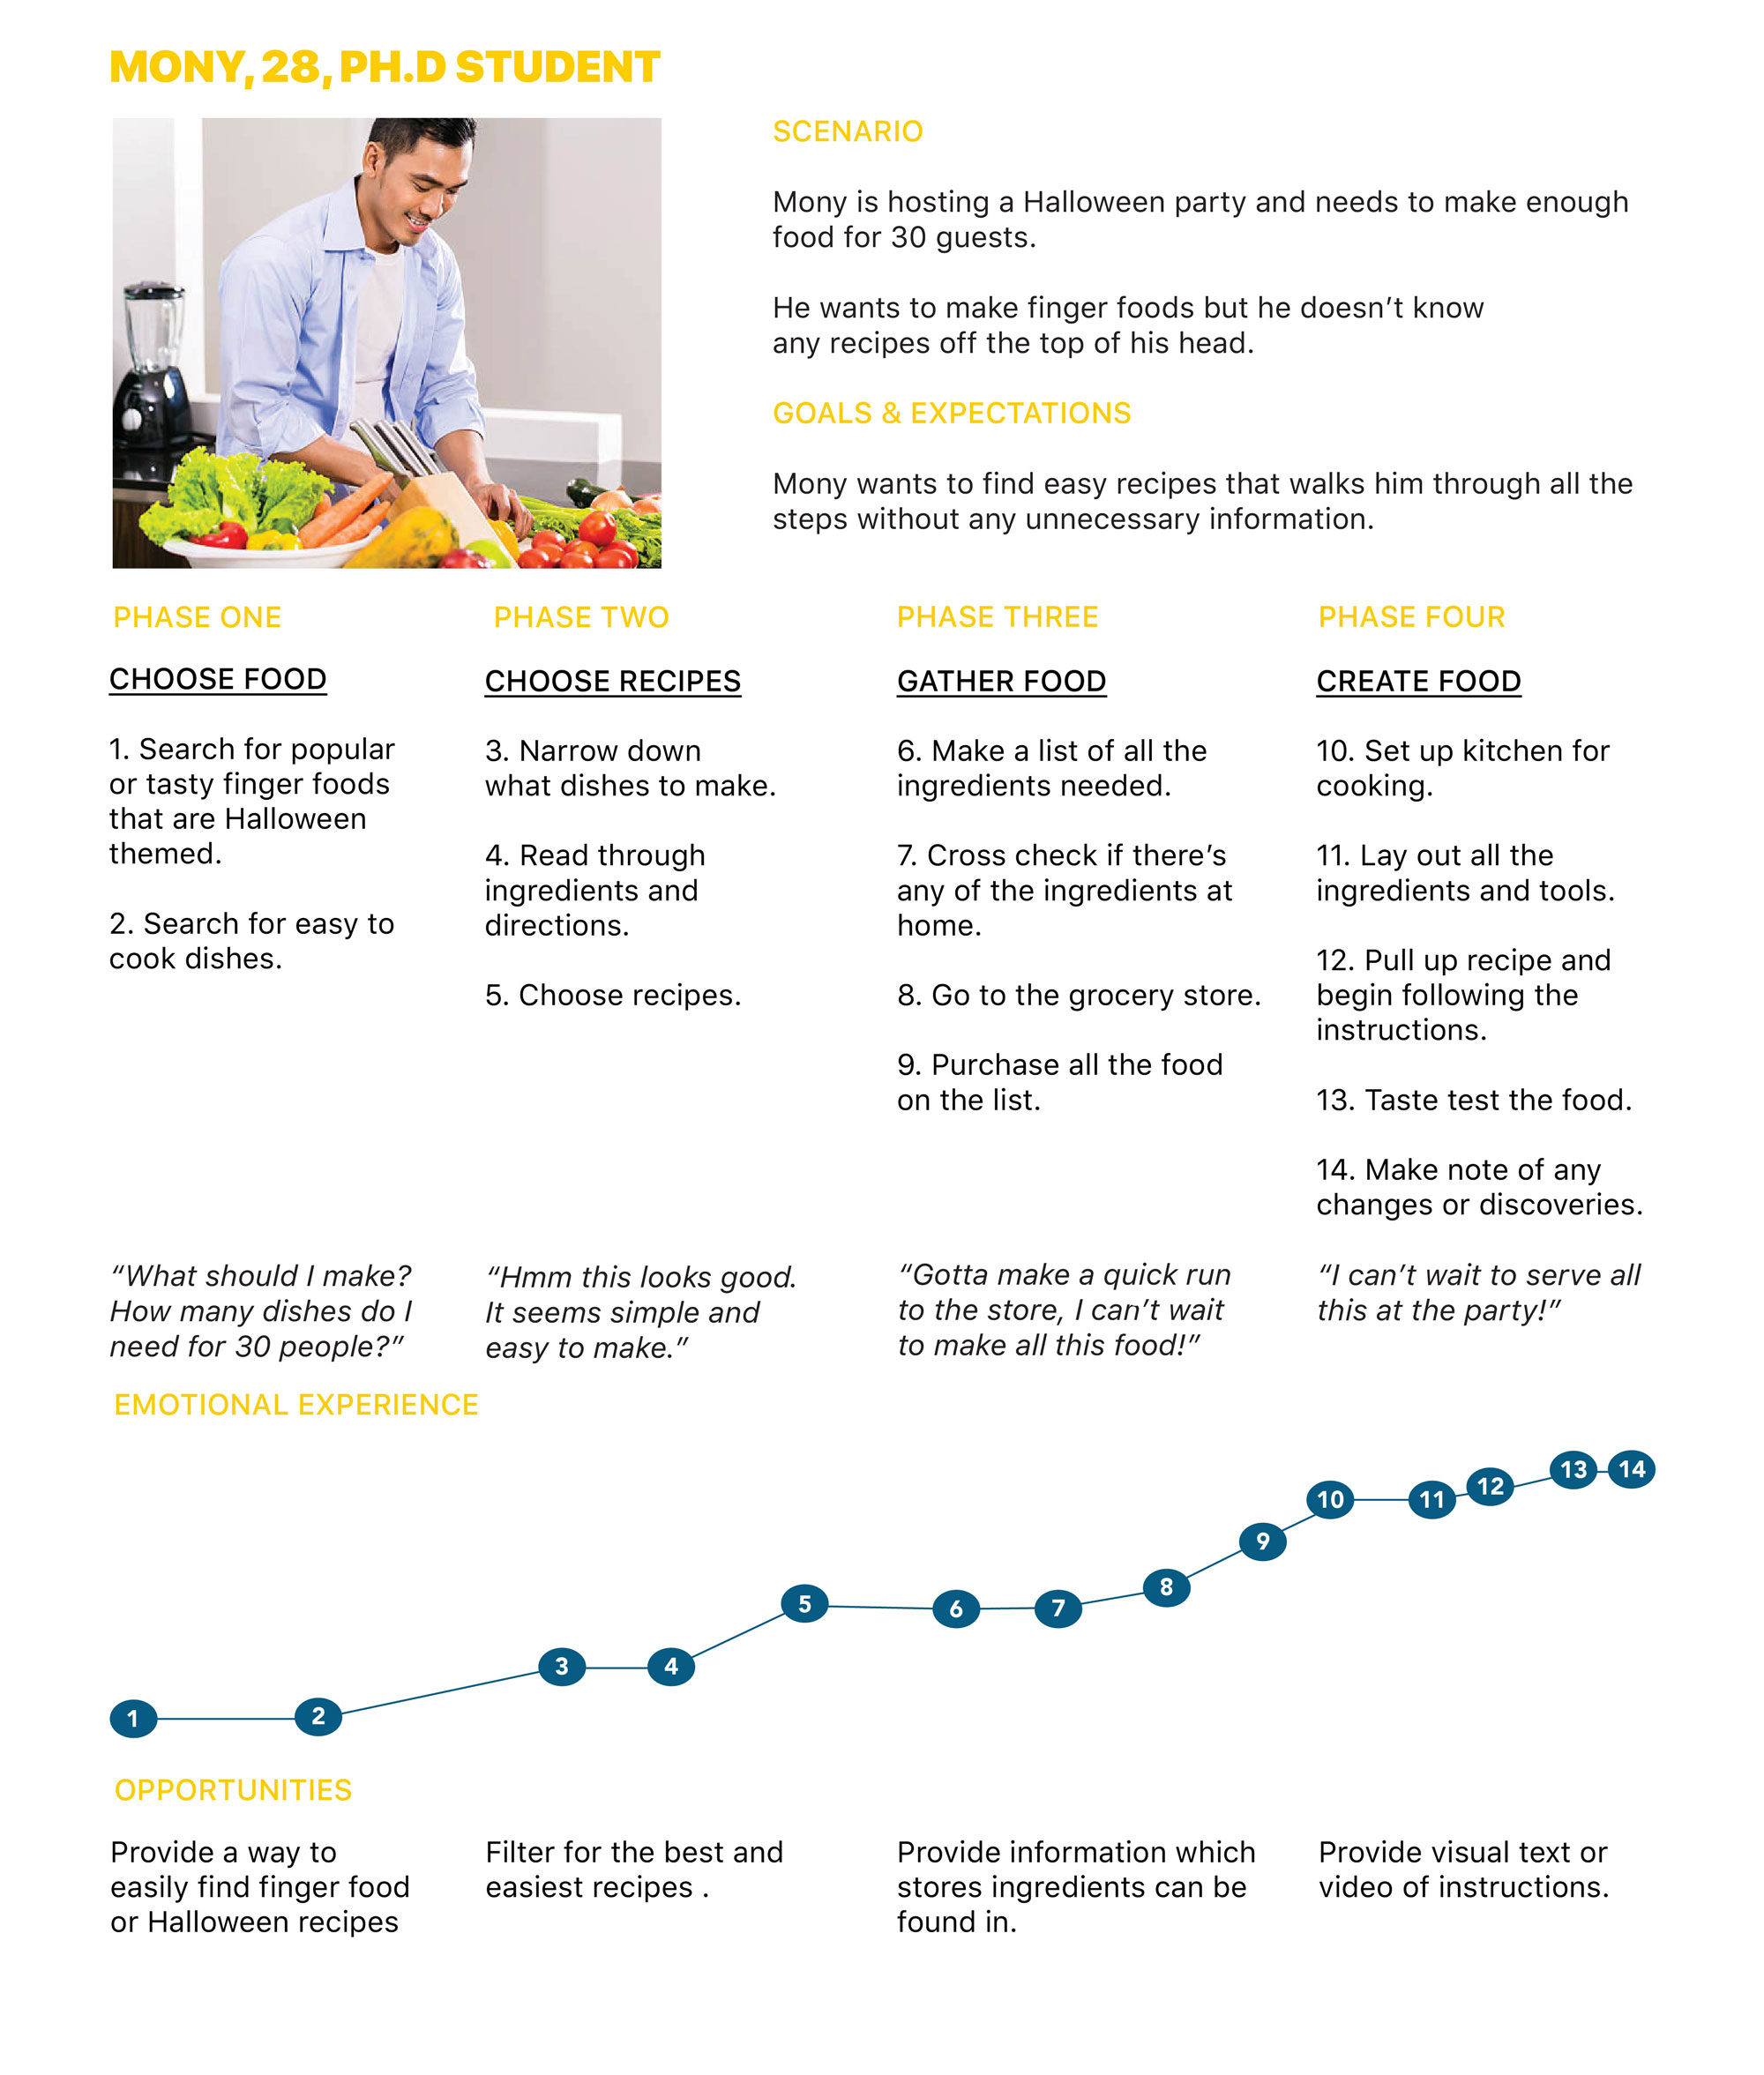 MONY, 28, PH.D STUDENT
SCENARIO
Mony is hosting a Halloween party and needs to make enough
food for 30 guests.
He wants to make finger foods but he doesn’t know
any recipes off the top of his head.
GOALS & EXPECTATIONS
Mony wants to find easy recipes that walks him through all the
steps without any unnecessary information.
PHASE ONE
CHOOSE FOOD
1. Search for popular
or tasty finger foods
that are Halloween
themed.
2. Search for easy to
cook dishes.
“What should I make?
How many dishes do I
need for 30 people?”
PHASE TWO
CHOOSE RECIPES
3. Narrow down
what dishes to make.
4. Read through
ingredients and
directions.
5. Choose recipes.
“Hmm this looks good.
It seems simple and
easy to make.”
PHASE THREE
GATHER FOOD
6. Make a list of all the
ingredients needed.
7. Cross check if there’s
any of the ingredients at
home.
8. Go to the grocery store.
9. Purchase all the food
on the list.
“Gotta make a quick run
to the store, I can’t wait
to make all this food!”
PHASE FOUR
CREATE FOOD
10. Set up kitchen for
cooking.
11. Lay out all the
ingredients and tools.
12. Pull up recipe and
begin following the
instructions.
13. Taste test the food.
14. Make note of any
changes or discoveries.
“I can’t wait to serve all
this at the party!”
EMOTIONAL EXPERIENCE
1
2
3
4
5
6
7
8
9
10
11
12
13
14
OPPORTUNITIES
Provide a way to
easily find finger food
or Halloween recipes
Filter for the best and
easiest recipes .
Provide information which
stores ingredients can be
found in.
Provide visual text or
video of instructions.